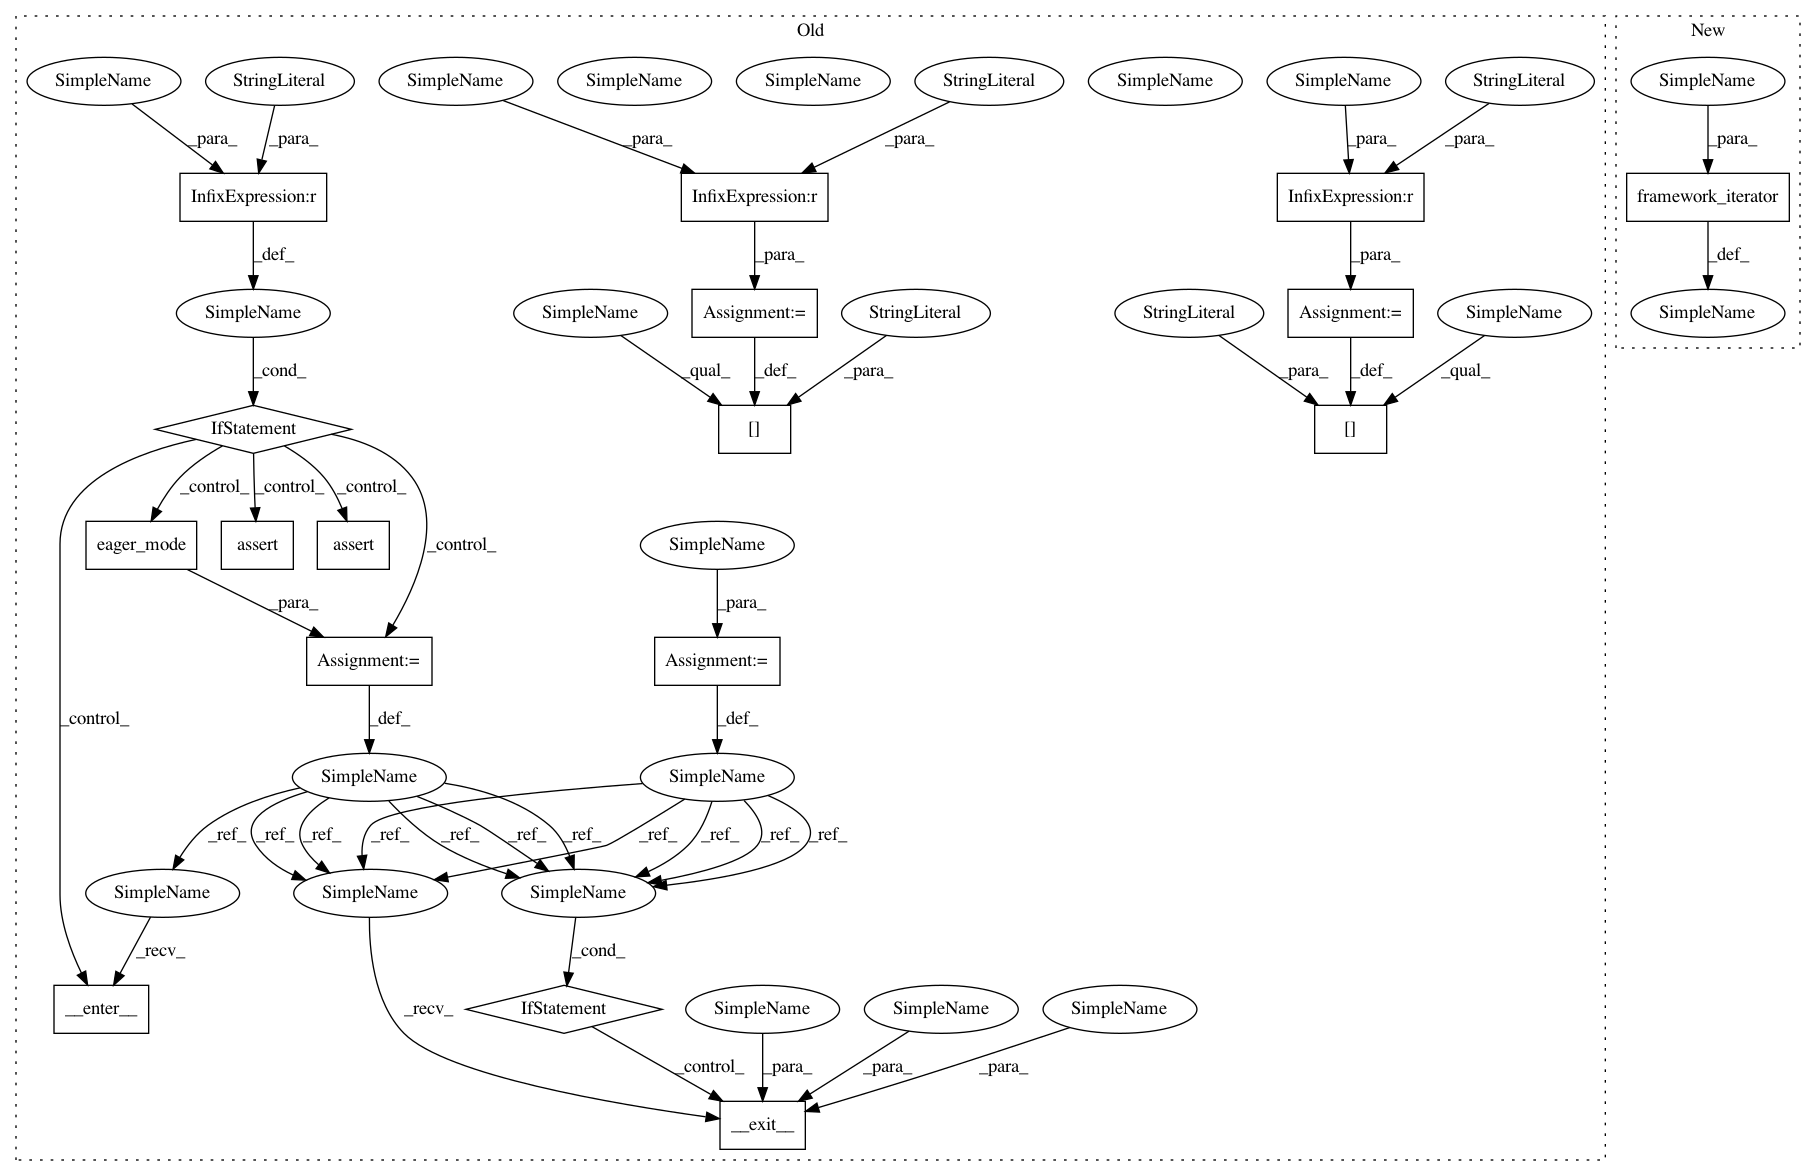 Old
New
SimpleName
StringLiteral
SimpleName
SimpleName
SimpleName
StringLiteral
SimpleName
SimpleName
StringLiteral
SimpleName
_para_
_para_
_para_
_para_
_para_
_para_
_para_
InfixExpression:r
InfixExpression:r
InfixExpression:r
framework_iterator
_def_
_para_
_para_
_def_
SimpleName
SimpleName
Assignment:=
StringLiteral
StringLiteral
Assignment:=
SimpleName
SimpleName
_cond_
_qual_
_def_
_para_
_para_
_def_
_qual_
IfStatement
[]
[]
_control_
_control_
_control_
eager_mode
assert
assert
_control_
SimpleName
_para_
_para_
Assignment:=
Assignment:=
_control_
_def_
_def_
SimpleName
SimpleName
_ref_
_ref_
_ref_
_ref_
_ref_
_ref_
_ref_
_ref_
_ref_
_ref_
_ref_
SimpleName
SimpleName
SimpleName
_recv_
_cond_
__enter__
_recv_
IfStatement
SimpleName
SimpleName
SimpleName
_control_
_para_
_para_
_para_
__exit__